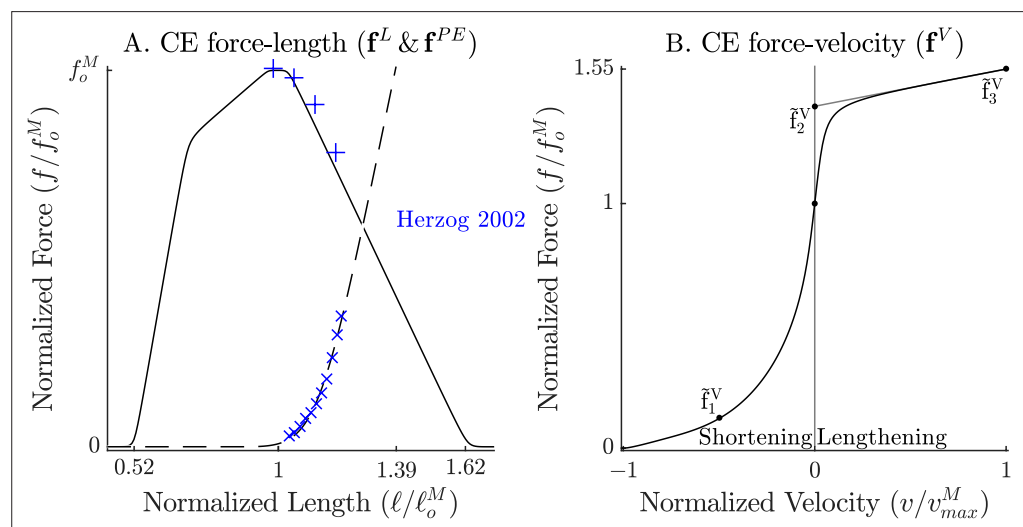 A. CE force-length (f^L & f^PE)
Normalized Force (f/f_o^M)
f_o^M
0
Herzog 2002
0.52 1 1.39 1.62
Normalized Length (ℓ/ℓ_o^M)
B. CE force-velocity (f^V)
Normalized Force (f/f_o^M)
1.55
1
0
f̃_3^V
f̃_2^V
f̃_1^V
Shortening Lengthening
−1 0 1
Normalized Velocity (v/v_max^M)